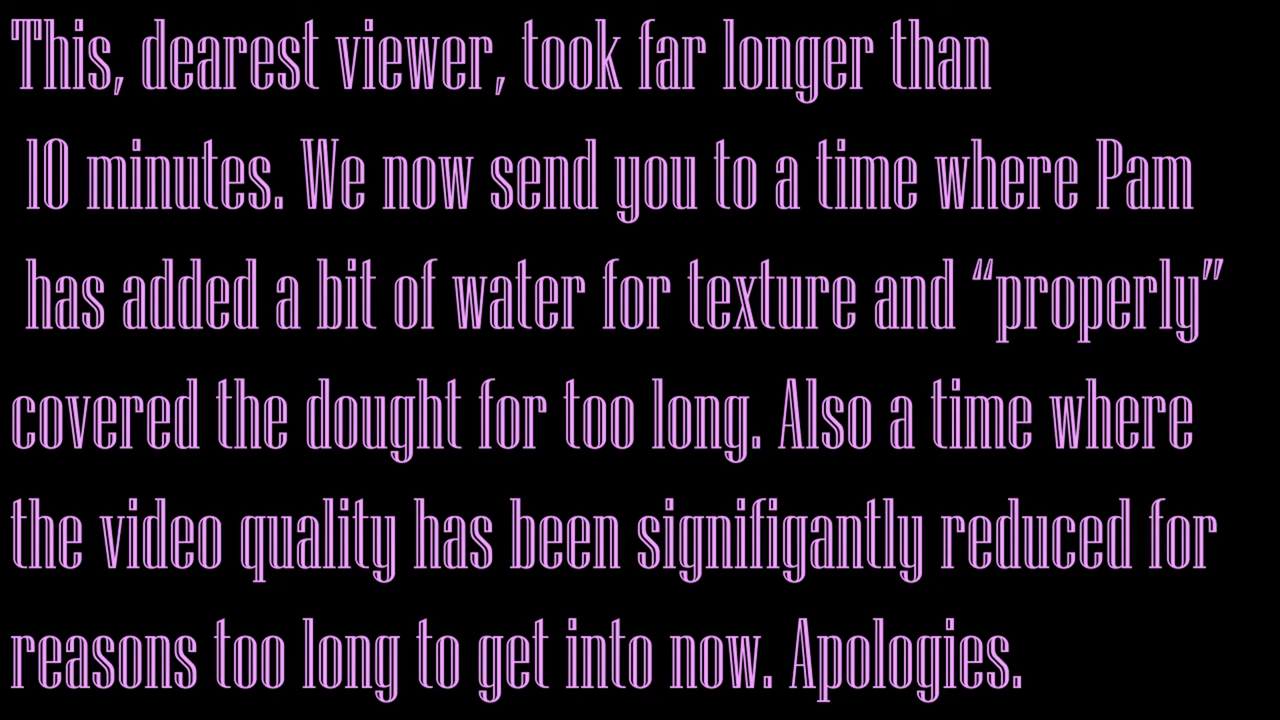 This, dearest viewer, took far longer than
10 minutes. We now send you to a time where Pam
has added a bit of water for texture and “properly”
covered the dought for too long. Also a time where
the video quality has been signifigantly reduced for
reasons too long to get into now. Apologies.